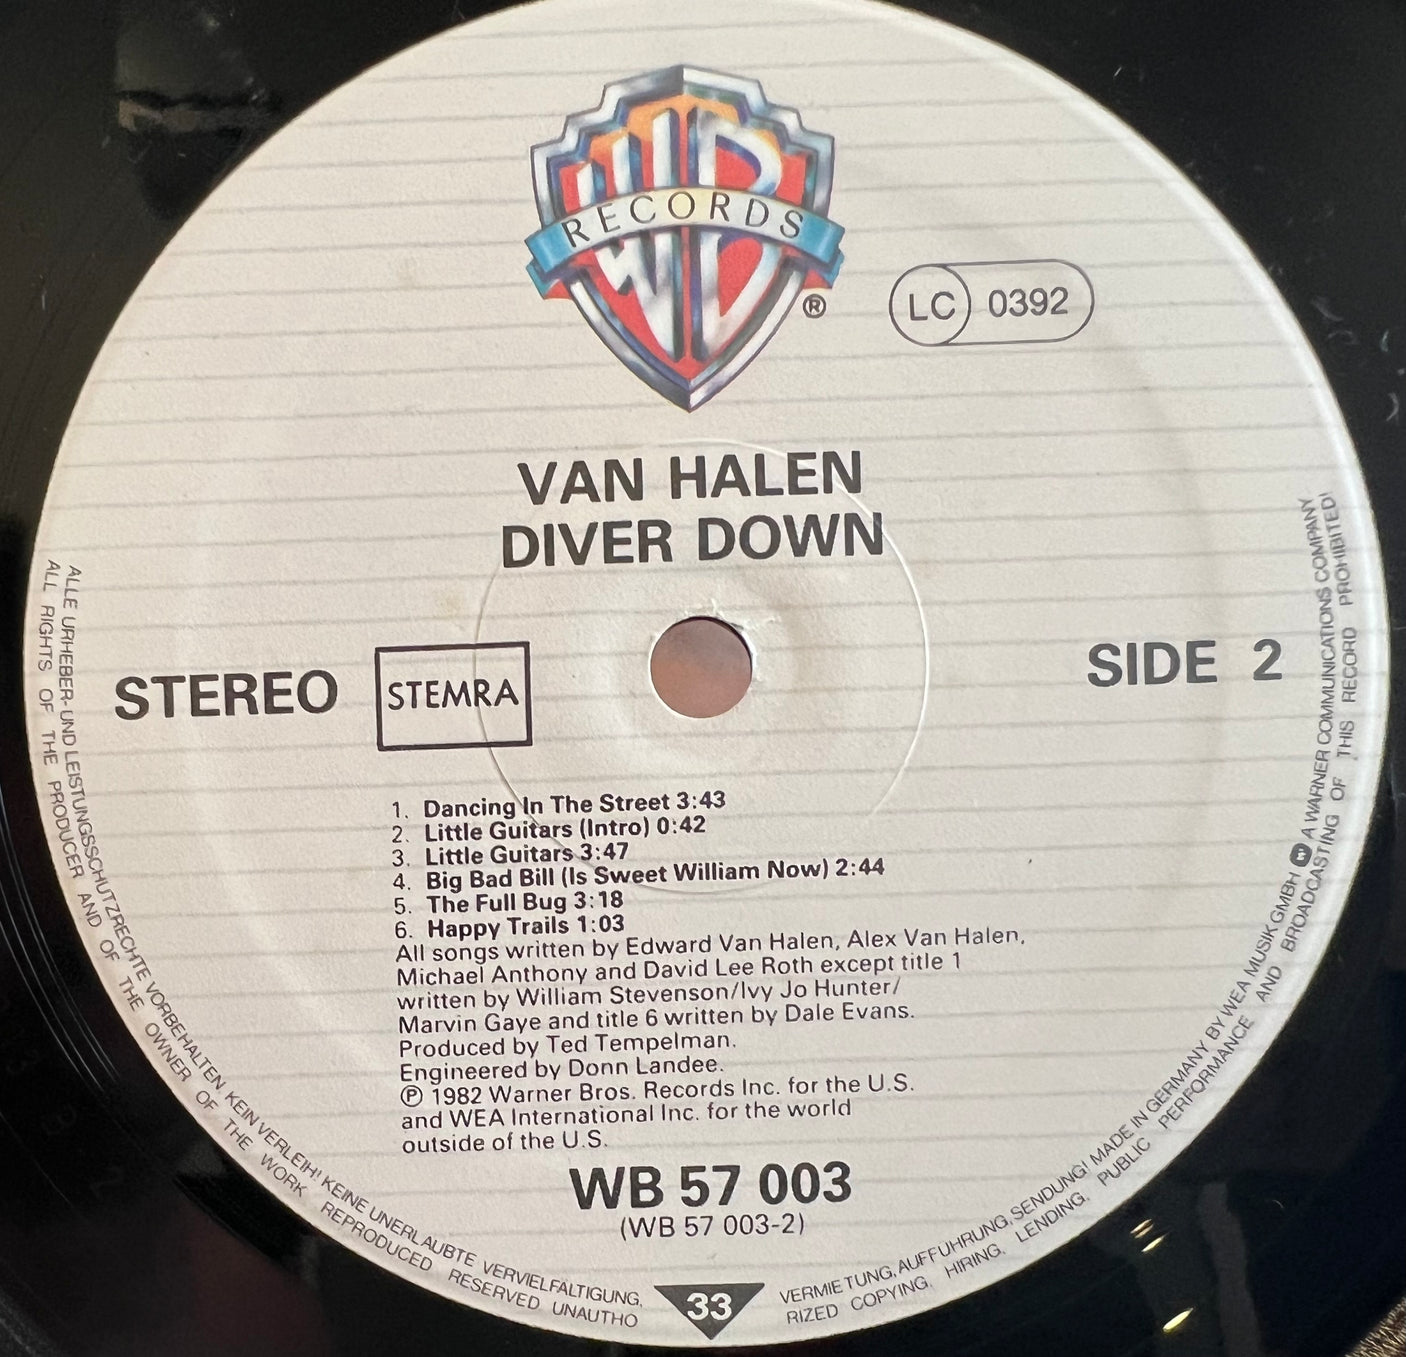 WB
RECORDS
®
LC 0392
VAN HALEN
DIVER DOWN
STEREO
STEMRA
SIDE 2
1. Dancing In The Street 3:43
2. Little Guitars (Intro) 0:42
3. Little Guitars 3:47
4. Big Bad Bill (Is Sweet William Now) 2:44
5. The Full Bug 3:18
6. Happy Trails 1:03
All songs written by Edward Van Halen, Alex Van Halen,
Michael Anthony and David Lee Roth except title 1
written by William Stevenson/Ivy Jo Hunter/
Marvin Gaye and title 6 written by Dale Evans.
Produced by Ted Tempelman.
Engineered by Donn Landee.
Ⓟ 1982 Warner Bros. Records Inc. for the U.S.
and WEA International Inc. for the world
outside of the U.S.
WB 57 003
(WB 57 003-2)
33
ALLE URHEBER- UND LEISTUNGSSCHUTZRECHTE VORBEHALTEN KEIN VERLEIH! KEINE UNERLAUBTE VERVIELFÄLTIGUNG, VERMIETUNG, AUFFÜHRUNG, SENDUNG! MADE IN GERMANY BY WEA MUSIK GMBH W A WARNER COMMUNICATIONS COMPANY
ALL RIGHTS OF THE PRODUCER AND OF THE OWNER OF THE WORK REPRODUCED RESERVED UNAUTHORIZED COPYING, HIRING, LENDING, PUBLIC PERFORMANCE AND BROADCASTING OF THIS RECORD PROHIBITED!